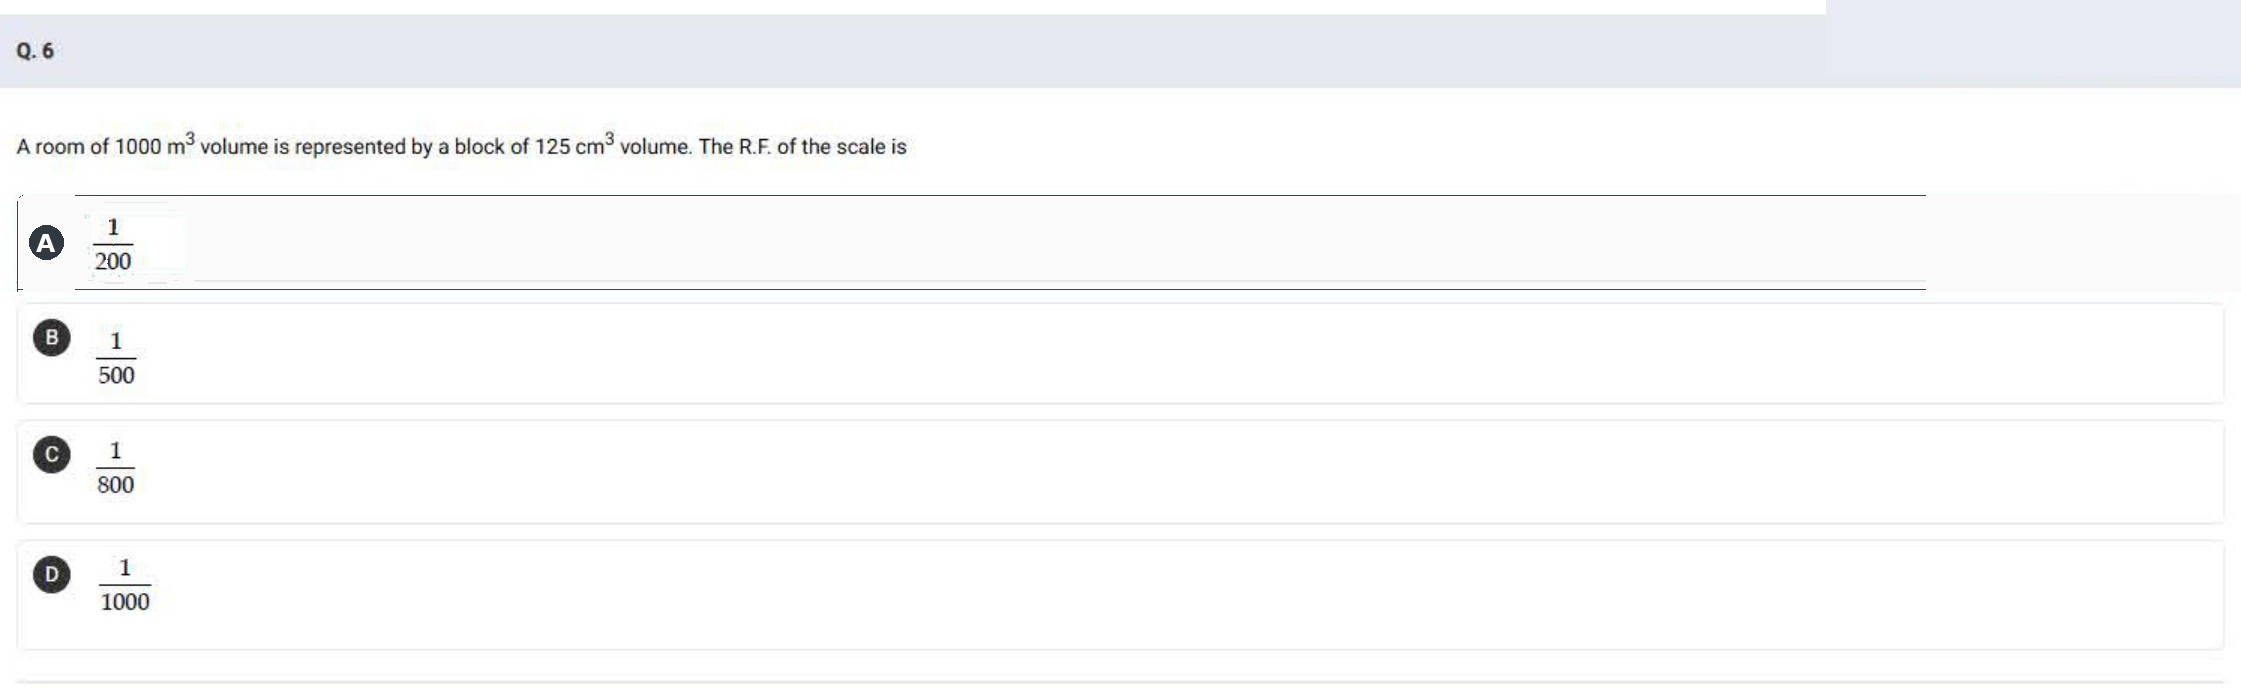 Q. 6
A room of 1000 m³ volume is represented by a block of 125 cm³ volume. The R.F. of the scale is
A 1/200
B 1/500
C 1/800
D 1/1000